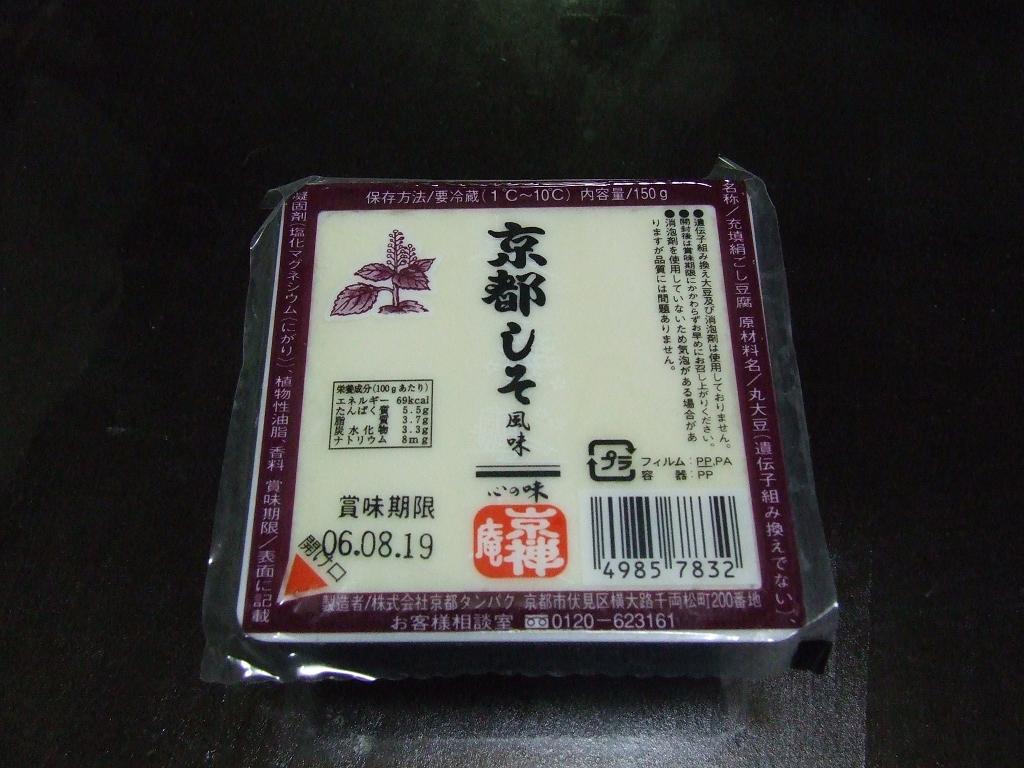 保存方法/要冷蔵(1℃～10℃) 内容量/150g
名称/充填絹ごし豆腐 原材料名/丸大豆(遺伝子組み換えでない)、
凝固剤(塩化マグネシウム(にがり)、植物性油脂、香料 賞味期限/表面に記載
●遺伝子組み換え大豆及び消泡剤は使用しておりません。
●開封後は賞味期限にかかわらずお早めにお召し上がりください。
●消泡剤を使用していないため気泡がある場合があ
りますが品質には問題ありません。
京都しそ風味
栄養成分(100gあたり)
エネルギー 69kcal
たんぱく質 5.5g
脂質 3.7g
炭水化物 3.3g
ナトリウム 8mg
プラ
フィルム:PP,PA
容器:PP
心の味
京禅庵
賞味期限
06.08.19
開け口
4985 7832
製造者/株式会社京都タンパク 京都市伏見区横大路千両松町200番地
お客様相談室 0120-623161